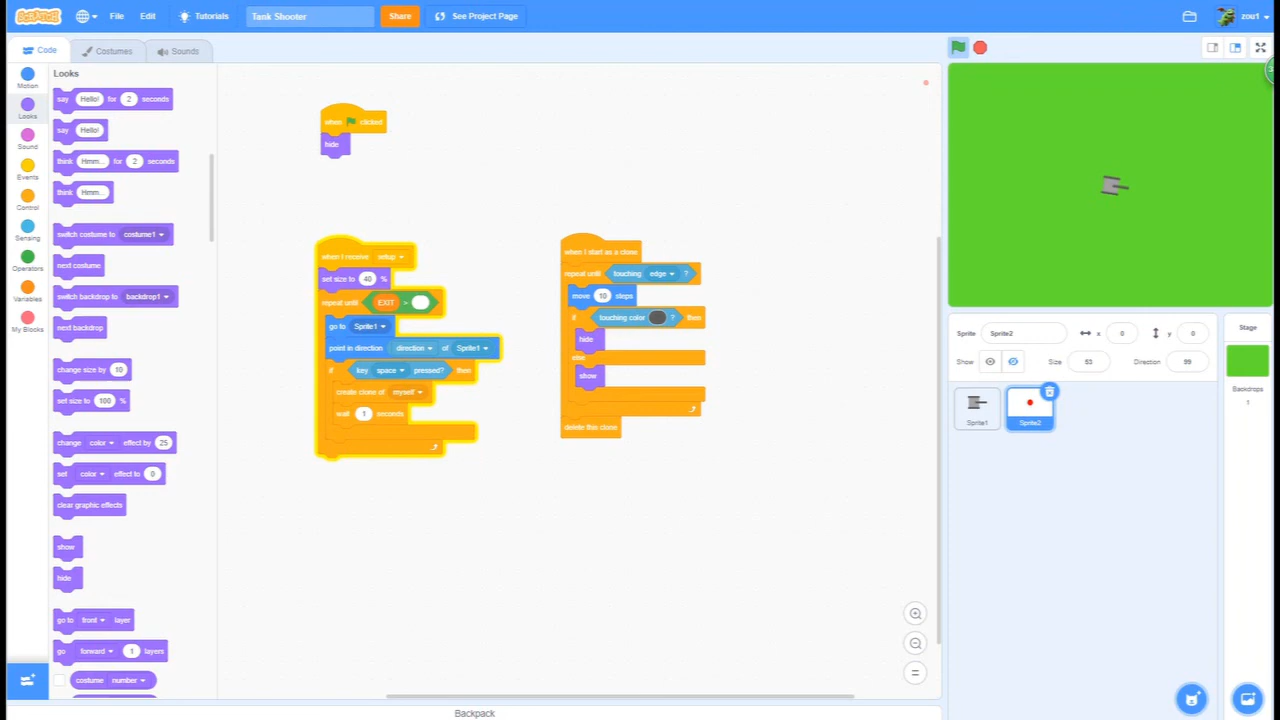 SCRATCH File Edit Tutorials Tank Shooter Share See Project Page zou1
Code Costumes Sounds
Motion
Looks
Sound
Events
Control
Sensing
Operators
Variables
My Blocks
Looks
say Hello! for 2 seconds
say Hello!
think Hmm... for 2 seconds
think Hmm...
switch costume to costume1
next costume
switch backdrop to backdrop1
next backdrop
change size by 10
set size to 100 %
change color effect by 25
set color effect to 0
clear graphic effects
show
hide
go to front layer
go forward 1 layers
costume number
when clicked
hide
when I receive setup
set size to 40 %
repeat until EXIT >
go to Sprite1
point in direction direction of Sprite1
if key space pressed? then
create clone of myself
wait 1 seconds
when I start as a clone
repeat until touching edge ?
move 10 steps
if touching color ? then
hide
else
show
delete this clone
Sprite Sprite2 x 0 y 0
Show Size 63 Direction 99
Sprite1
Sprite2
Stage
Backdrops
1
Backpack